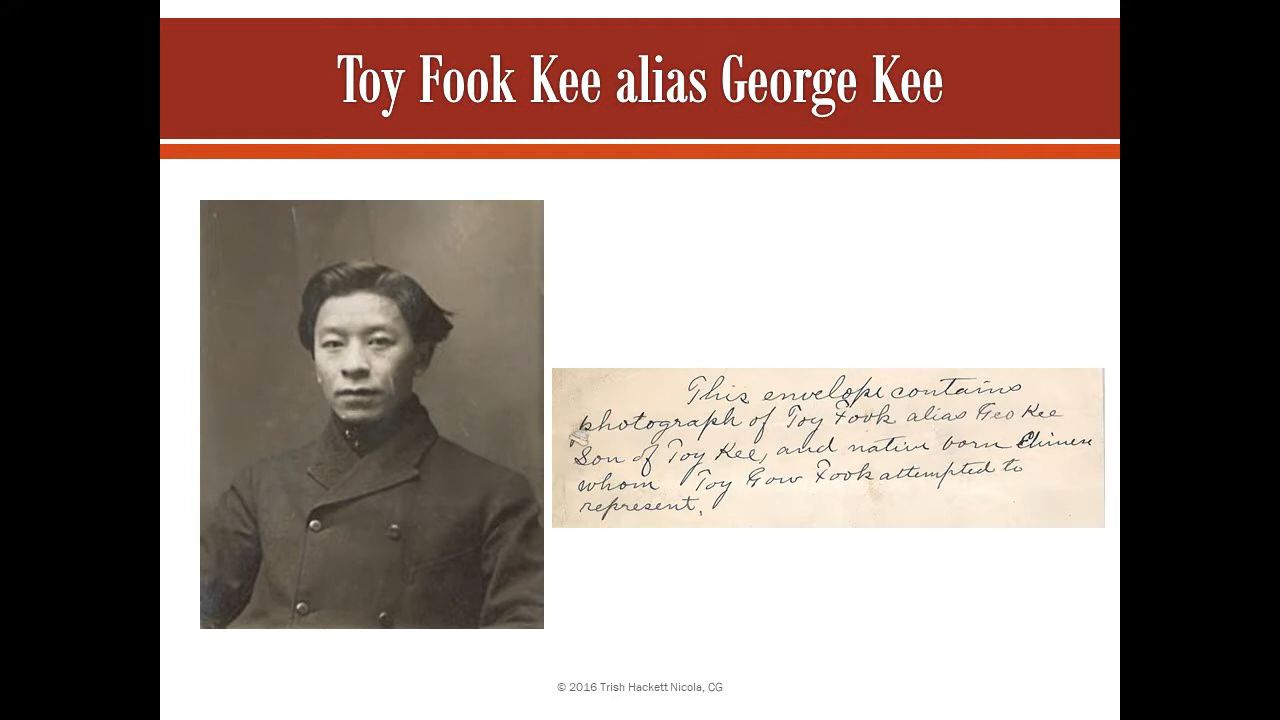 Toy Fook Kee alias George Kee
This envelope contains
photograph of Toy Fook alias Geo Kee
Son of Toy Kee, and native born Chinese
whom Toy Gow Fook attempted to
represent.
© 2016 Trish Hackett Nicola, CG